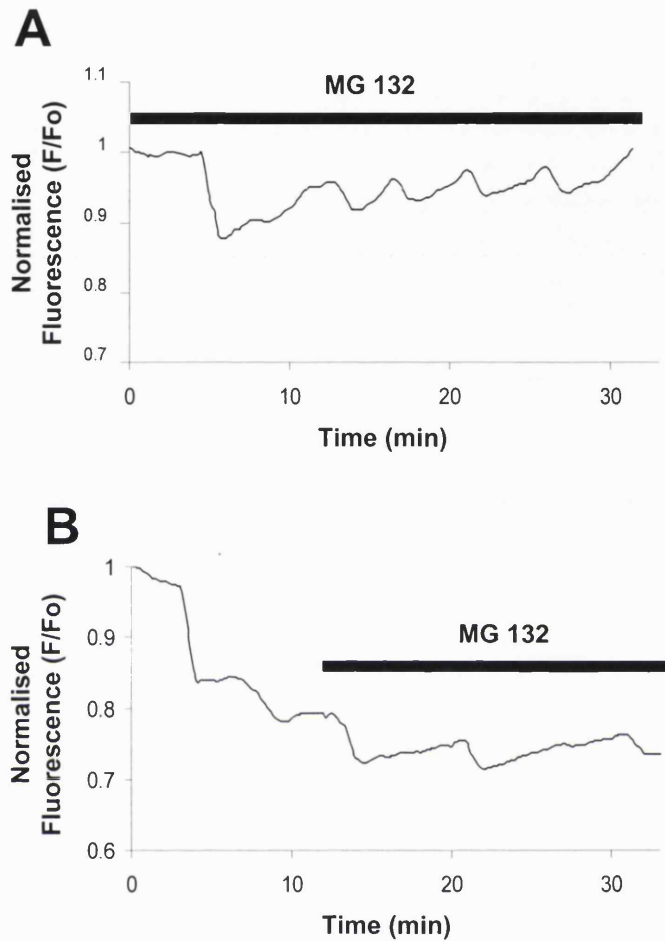 A
MG 132
Normalised
Fluorescence (F/Fo)
1.1
1
0.9
0.8
0.7
0
10
20
30
Time (min)
B
MG 132
Normalised
Fluorescence (F/Fo)
1
0.9
0.8
0.7
0.6
0
10
20
30
Time (min)